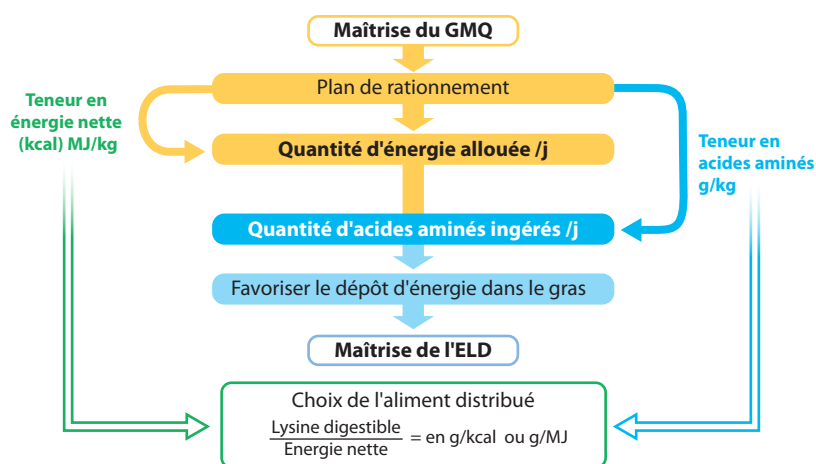 Maîtrise du GMQ
Plan de rationnement
Teneur en
énergie nette
(kcal) MJ/kg
Quantité d'énergie allouée /j
Teneur en
acides aminés
g/kg
Quantité d'acides aminés ingérés /j
Favoriser le dépôt d'énergie dans le gras
Maîtrise de l'ELD
Choix de l'aliment distribué
Lysine digestible
Energie nette
= en g/kcal ou g/MJ